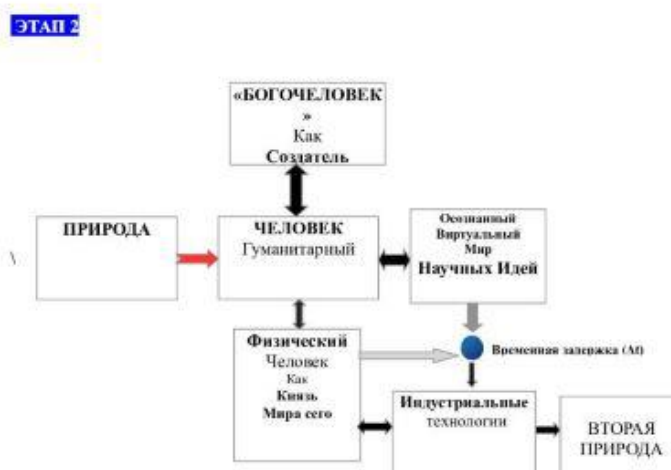 ЭТАП 2
«БОГОЧЕЛОВЕК
»
Как
Создатель
\
ПРИРОДА
ЧЕЛОВЕК
Гуманитарный
Осознанный
Виртуальный
Мир
Научных Идей
Физический
Человек
Как
Князь
Мира сего
Временная задержка (Δt)
Индустриальные
технологии
ВТОРАЯ
ПРИРОДА